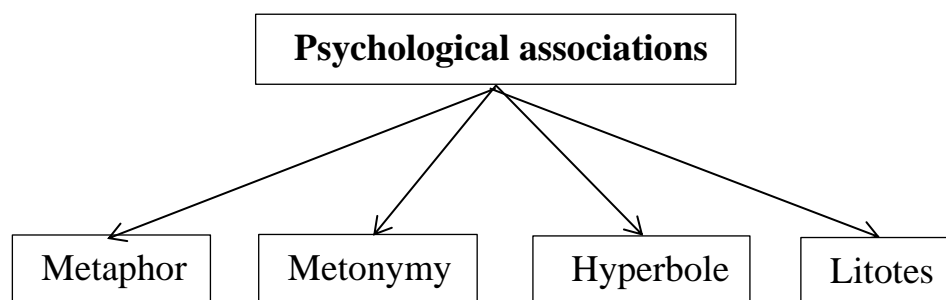 Psychological associations
Metaphor
Metonymy
Hyperbole
Litotes